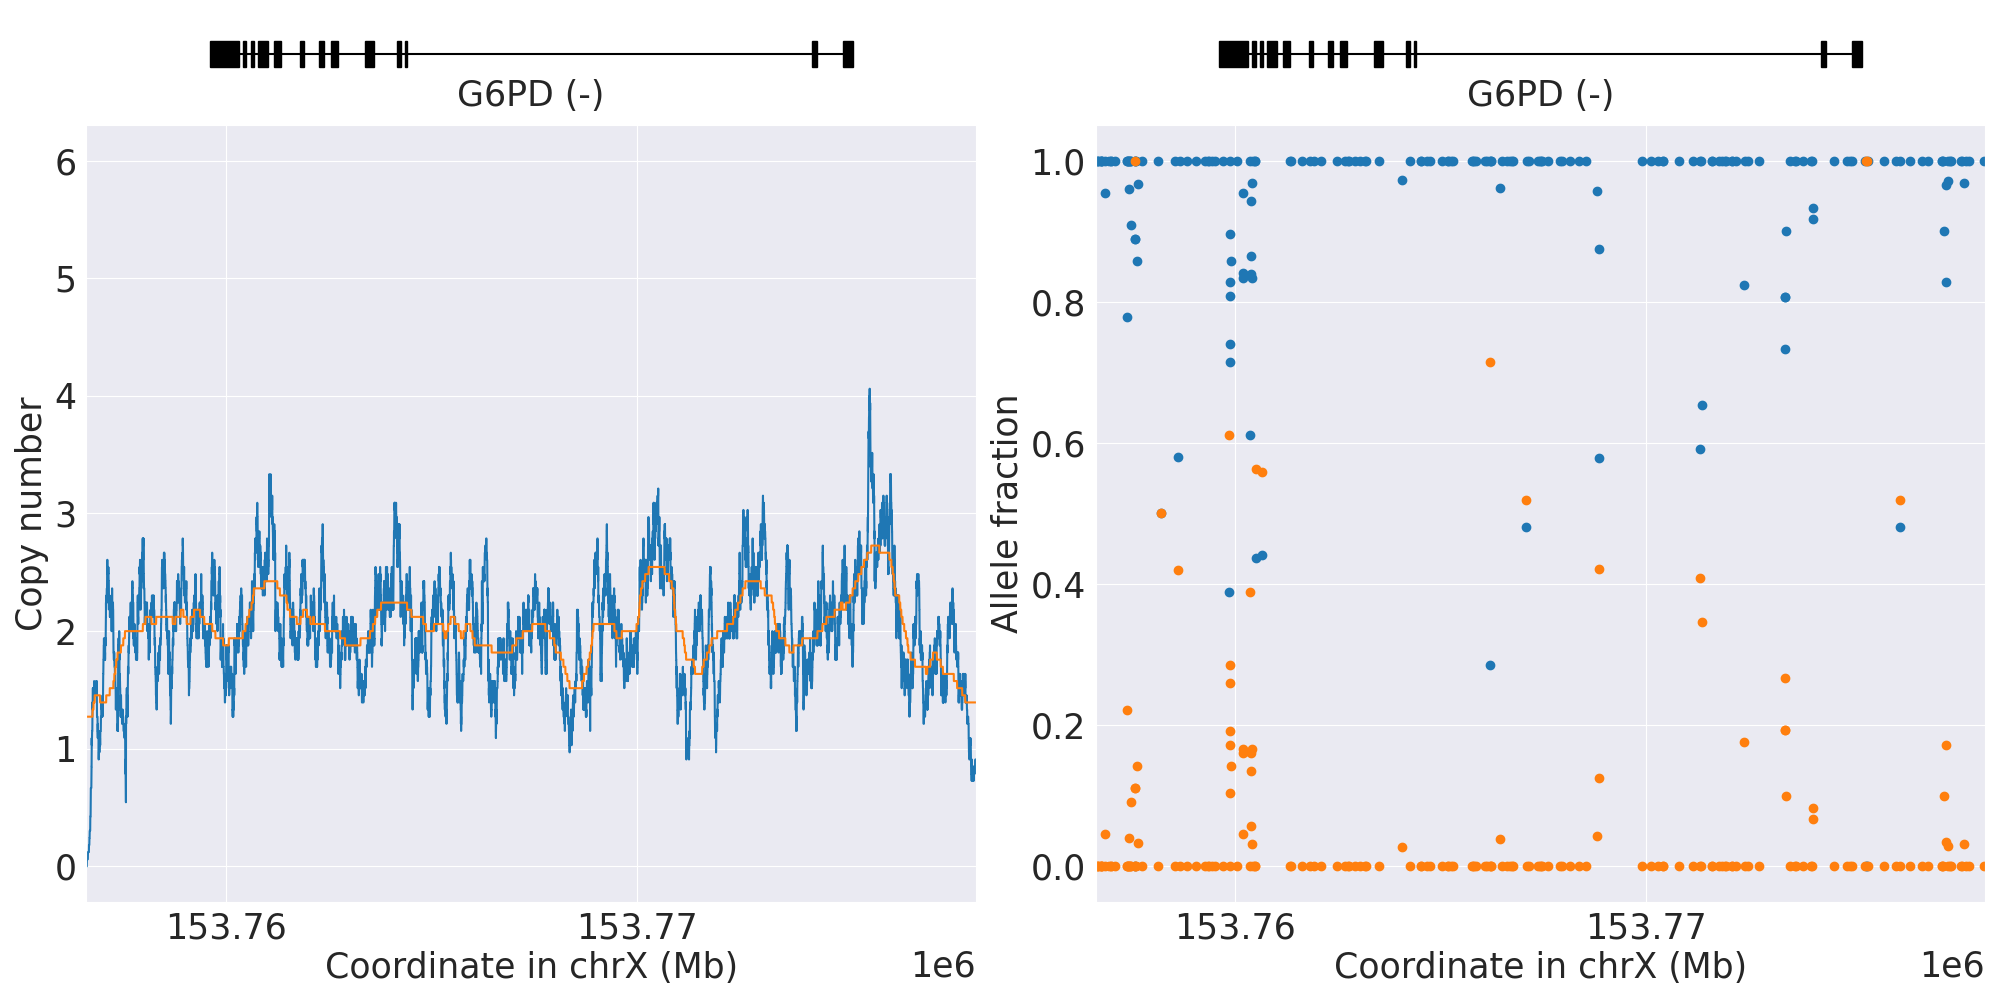 G6PD (-)
6
5
4
3
2
1
0
Copy number
153.76
153.77
Coordinate in chrX (Mb)
1e6
G6PD (-)
1.0
0.8
0.6
0.4
0.2
0.0
Allele fraction
153.76
153.77
Coordinate in chrX (Mb)
1e6